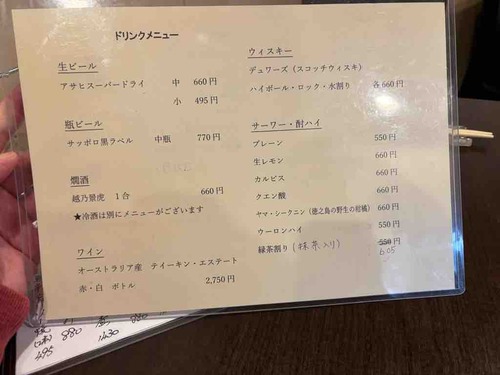 ドリンクメニュー
生ビール
アサヒスーパードライ 中 660円
小 495円
瓶ビール
サッポロ黒ラベル 中瓶 770円
燗酒
越乃景虎 1合 660円
★冷酒は別にメニューがございます
ワイン
オーストラリア産 テイーキン・エステート
赤・白 ボトル 2,750円
ウィスキー
デュワーズ(スコッチウィスキ)
ハイボール・ロック・水割り 各660円
サーワー・酎ハイ
プレーン 550円
生レモン 660円
カルピス 660円
クエン酸 660円
ヤマ・シークニン(徳之島の野生の柑橘) 660円
ウーロンハイ 550円
緑茶割り(抹茶入り) 550円
605
880
1430
880
495